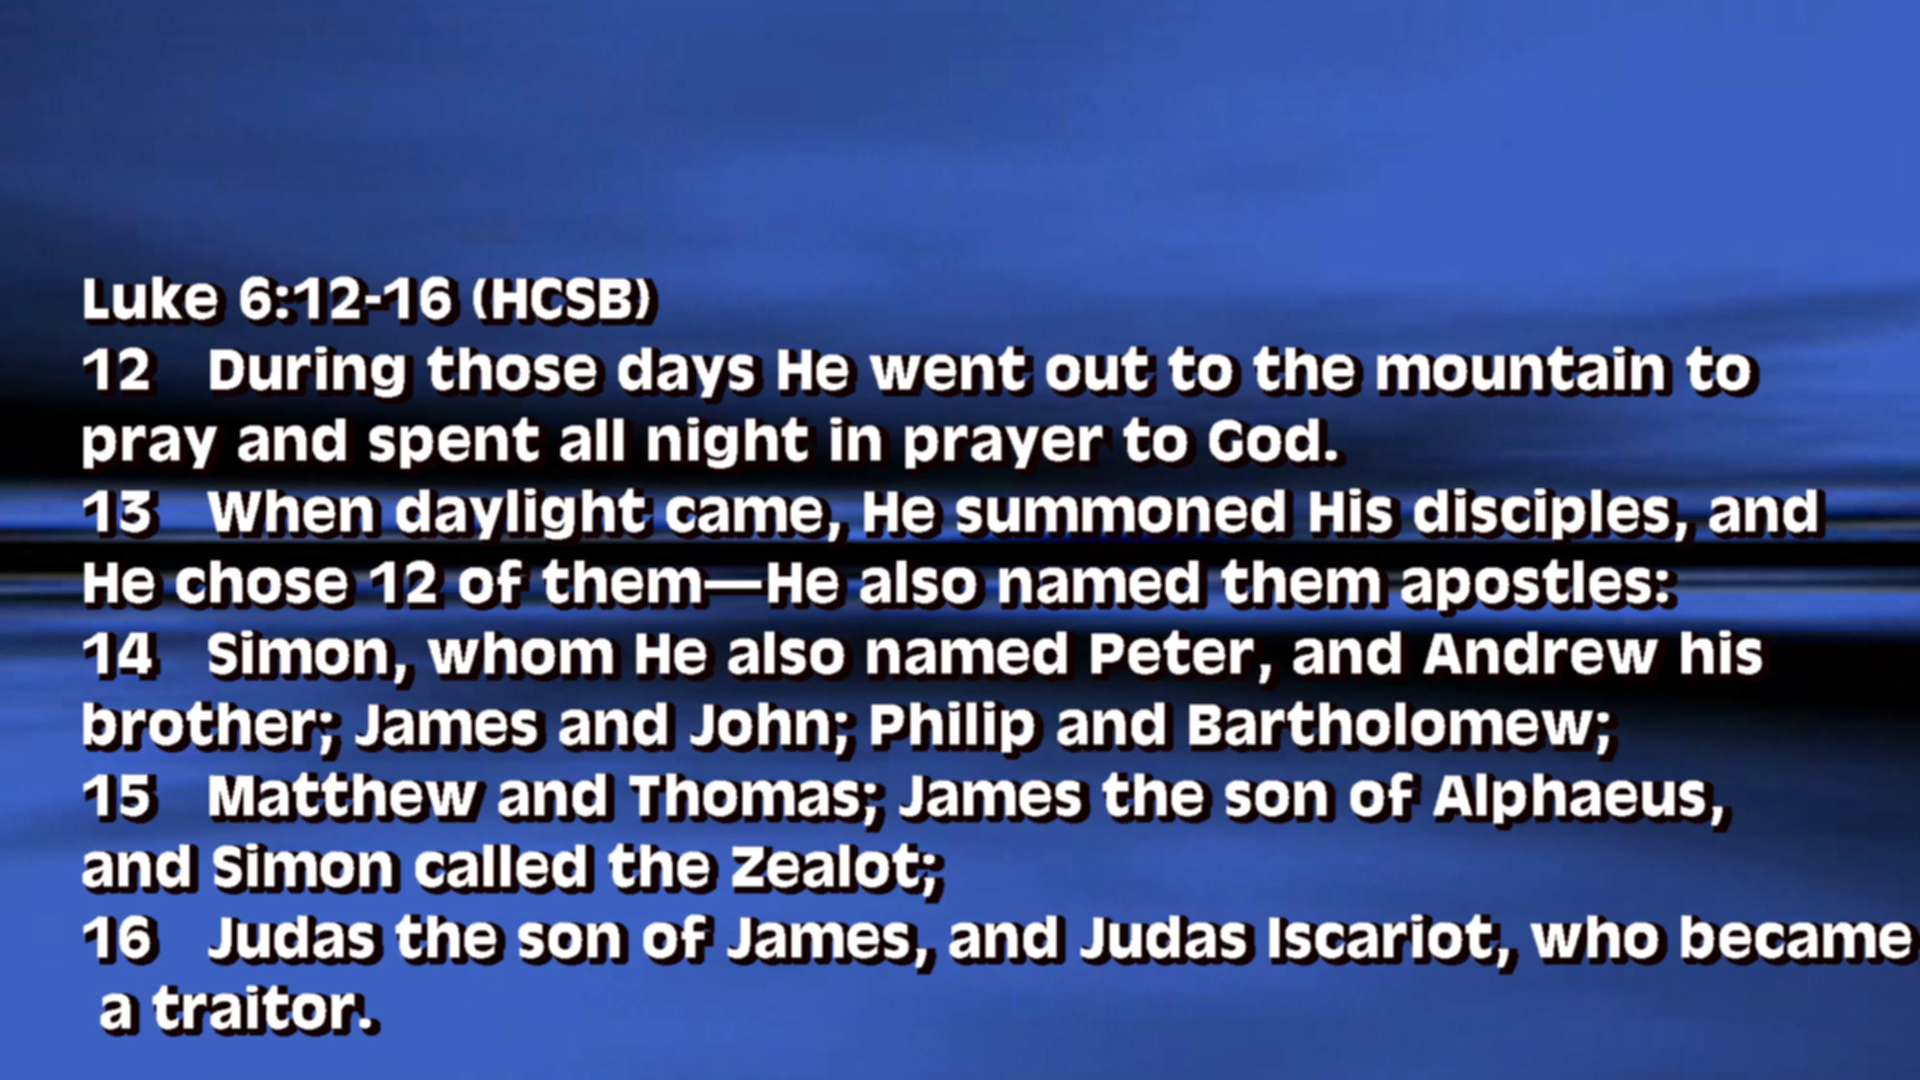 Luke 6:12-16 (HCSB)
12 During those days He went out to the mountain to
pray and spent all night in prayer to God.
13 When daylight came, He summoned His disciples, and
He chose 12 of them—He also named them apostles:
14 Simon, whom He also named Peter, and Andrew his
brother; James and John; Philip and Bartholomew;
15 Matthew and Thomas; James the son of Alphaeus,
and Simon called the Zealot;
16 Judas the son of James, and Judas Iscariot, who became
a traitor.